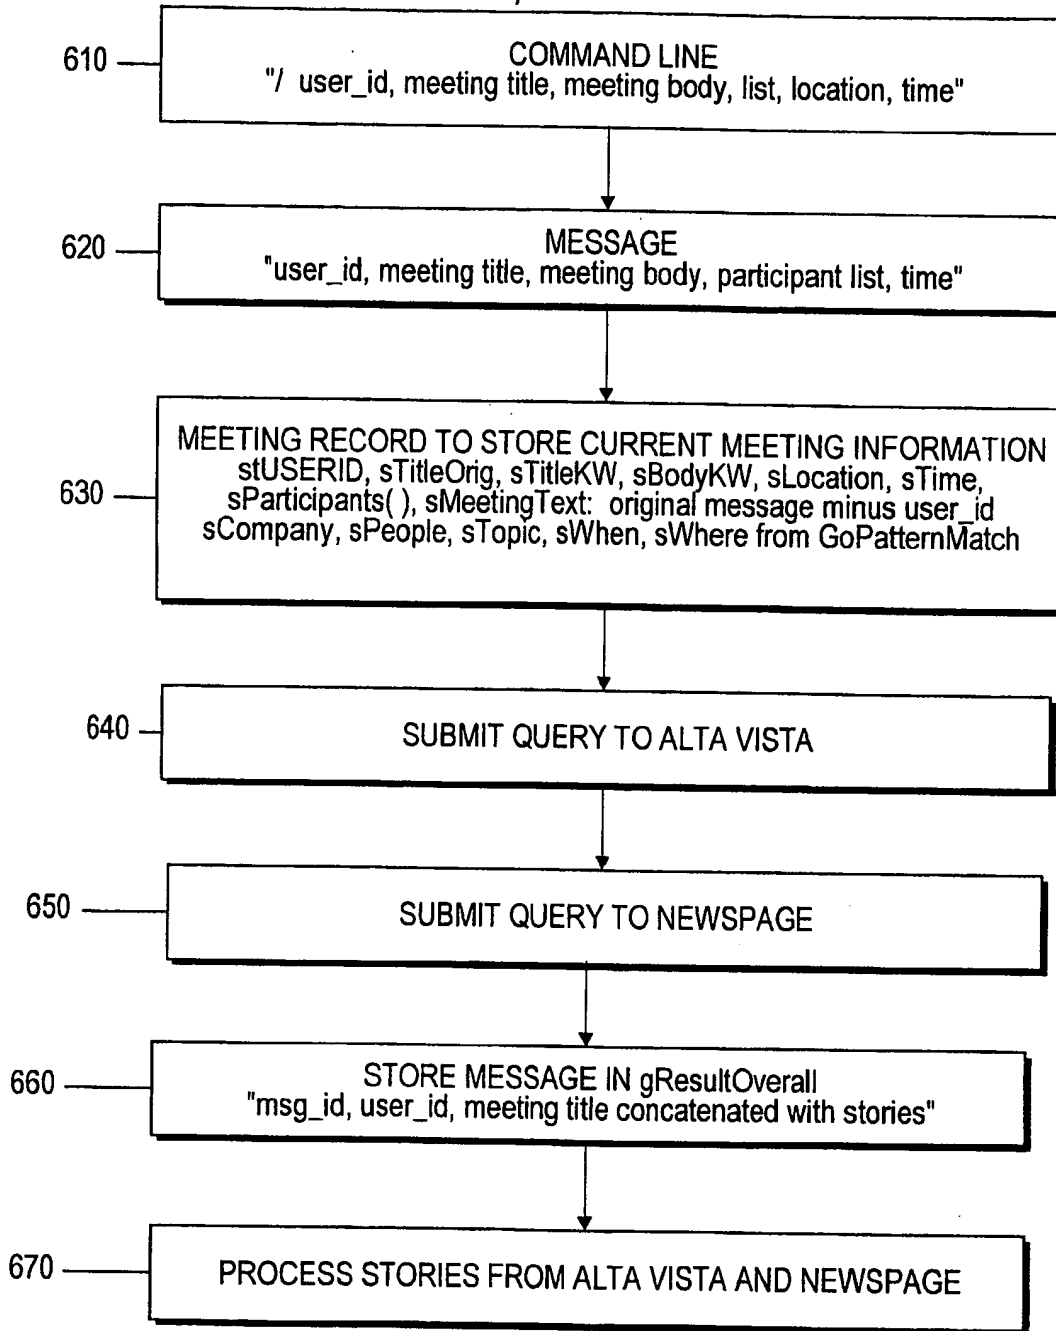 610
COMMAND LINE
"/ user_id, meeting title, meeting body, list, location, time"
620
MESSAGE
"user_id, meeting title, meeting body, participant list, time"
630
MEETING RECORD TO STORE CURRENT MEETING INFORMATION
stUSERID, sTitleOrig, sTitleKW, sBodyKW, sLocation, sTime,
sParticipants( ), sMeetingText: original message minus user_id
sCompany, sPeople, sTopic, sWhen, sWhere from GoPatternMatch
640
SUBMIT QUERY TO ALTA VISTA
650
SUBMIT QUERY TO NEWSPAGE
660
STORE MESSAGE IN gResultOverall
"msg_id, user_id, meeting title concatenated with stories"
670
PROCESS STORIES FROM ALTA VISTA AND NEWSPAGE